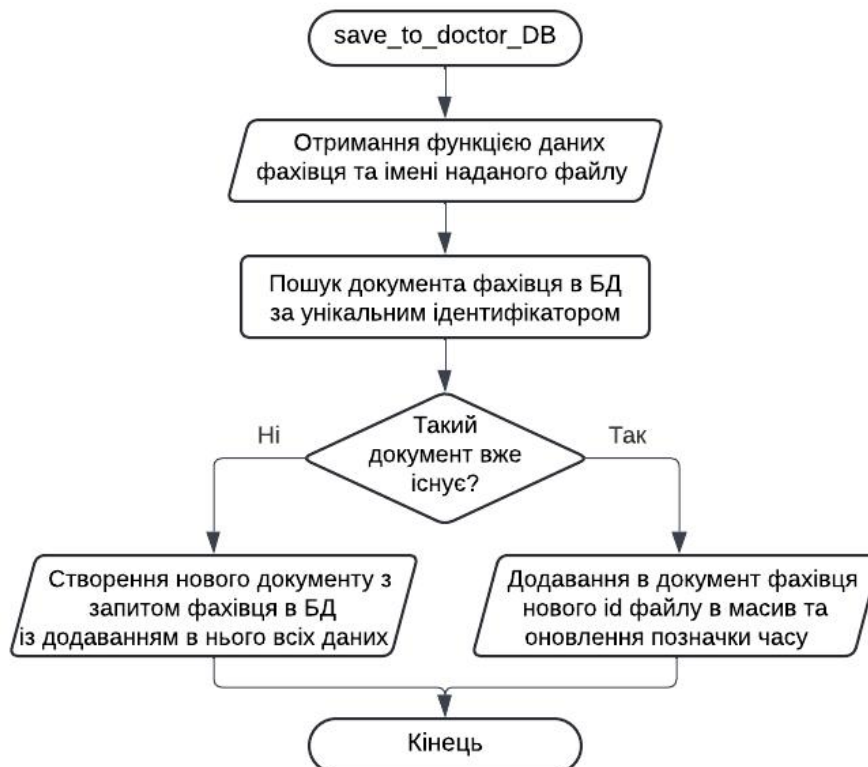 save_to_doctor_DB
Отримання функцією даних
фахівця та імені наданого файлу
Пошук документа фахівця в БД
за унікальним ідентифікатором
Такий
документ вже
існує?
Ні
Так
Створення нового документу з
запитом фахівця в БД
із додаванням в нього всіх даних
Додавання в документ фахівця
нового id файлу в масив та
оновлення позначки часу
Кінець